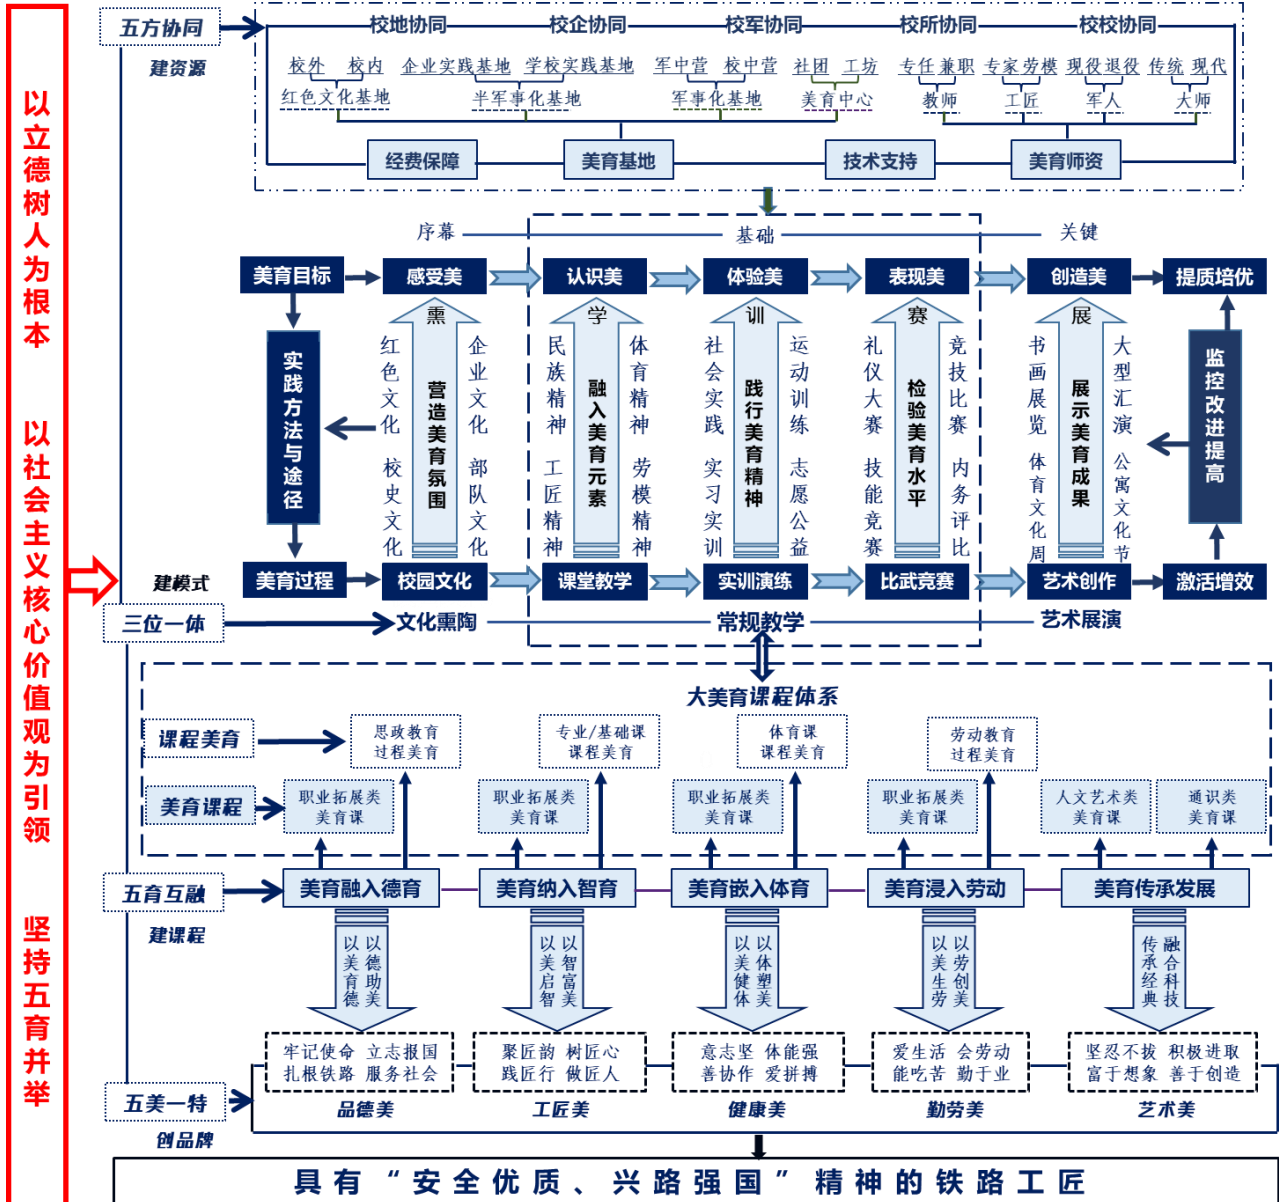 以立德树人为根本 以社会主义核心价值观为引领 坚持五育并举
五方协同
建资源
校地协同 校企协同 校军协同 校所协同 校校协同
校外 校内 企业实践基地 学校实践基地 军中营 校中营 社团 工坊 专任兼职 专家劳模 现役退役 传统 现代
红色文化基地 半军事化基地 军事化基地 美育中心 教师 工匠 军人 大师
经费保障 美育基地 技术支持 美育师资
序幕 基础 关键
美育目标 感受美 认识美 体验美 表现美 创造美 提质培优
实践方法与途径
熏
红色文化 校史文化
营造美育氛围
企业文化 部队文化
学
民族精神 工匠精神
融入美育元素
体育精神 劳模精神
训
社会实践 实习实训
践行美育精神
运动训练 志愿公益
赛
礼仪大赛 技能竞赛
检验美育水平
竞技比赛 内务评比
展
书画展览 体育文化周
展示美育成果
大型汇演 公寓文化节
监控改进提高
建模式
美育过程 校园文化 课堂教学 实训演练 比武竞赛 艺术创作 激活增效
三位一体
文化熏陶 常规教学 艺术展演
大美育课程体系
课程美育
思政教育
过程美育
专业/基础课
课程美育
体育课
课程美育
劳动教育
过程美育
美育课程
职业拓展类
美育课
职业拓展类
美育课
职业拓展类
美育课
职业拓展类
美育课
人文艺术类
美育课
通识类
美育课
五育互融
建课程
美育融入德育 美育纳入智育 美育嵌入体育 美育浸入劳动 美育传承发展
以美育德
以德助美
以美启智
以智富美
以美健体
以体塑美
以美生劳
以劳创美
传承经典
融合科技
牢记使命 立志报国
扎根铁路 服务社会
聚匠韵 树匠心
践匠行 做匠人
意志坚 体能强
善协作 爱拼搏
爱生活 会劳动
能吃苦 勤于业
坚忍不拔 积极进取
富于想象 善于创造
五美一特
创品牌
品德美 工匠美 健康美 勤劳美 艺术美
具有“安全优质、兴路强国”精神的铁路工匠